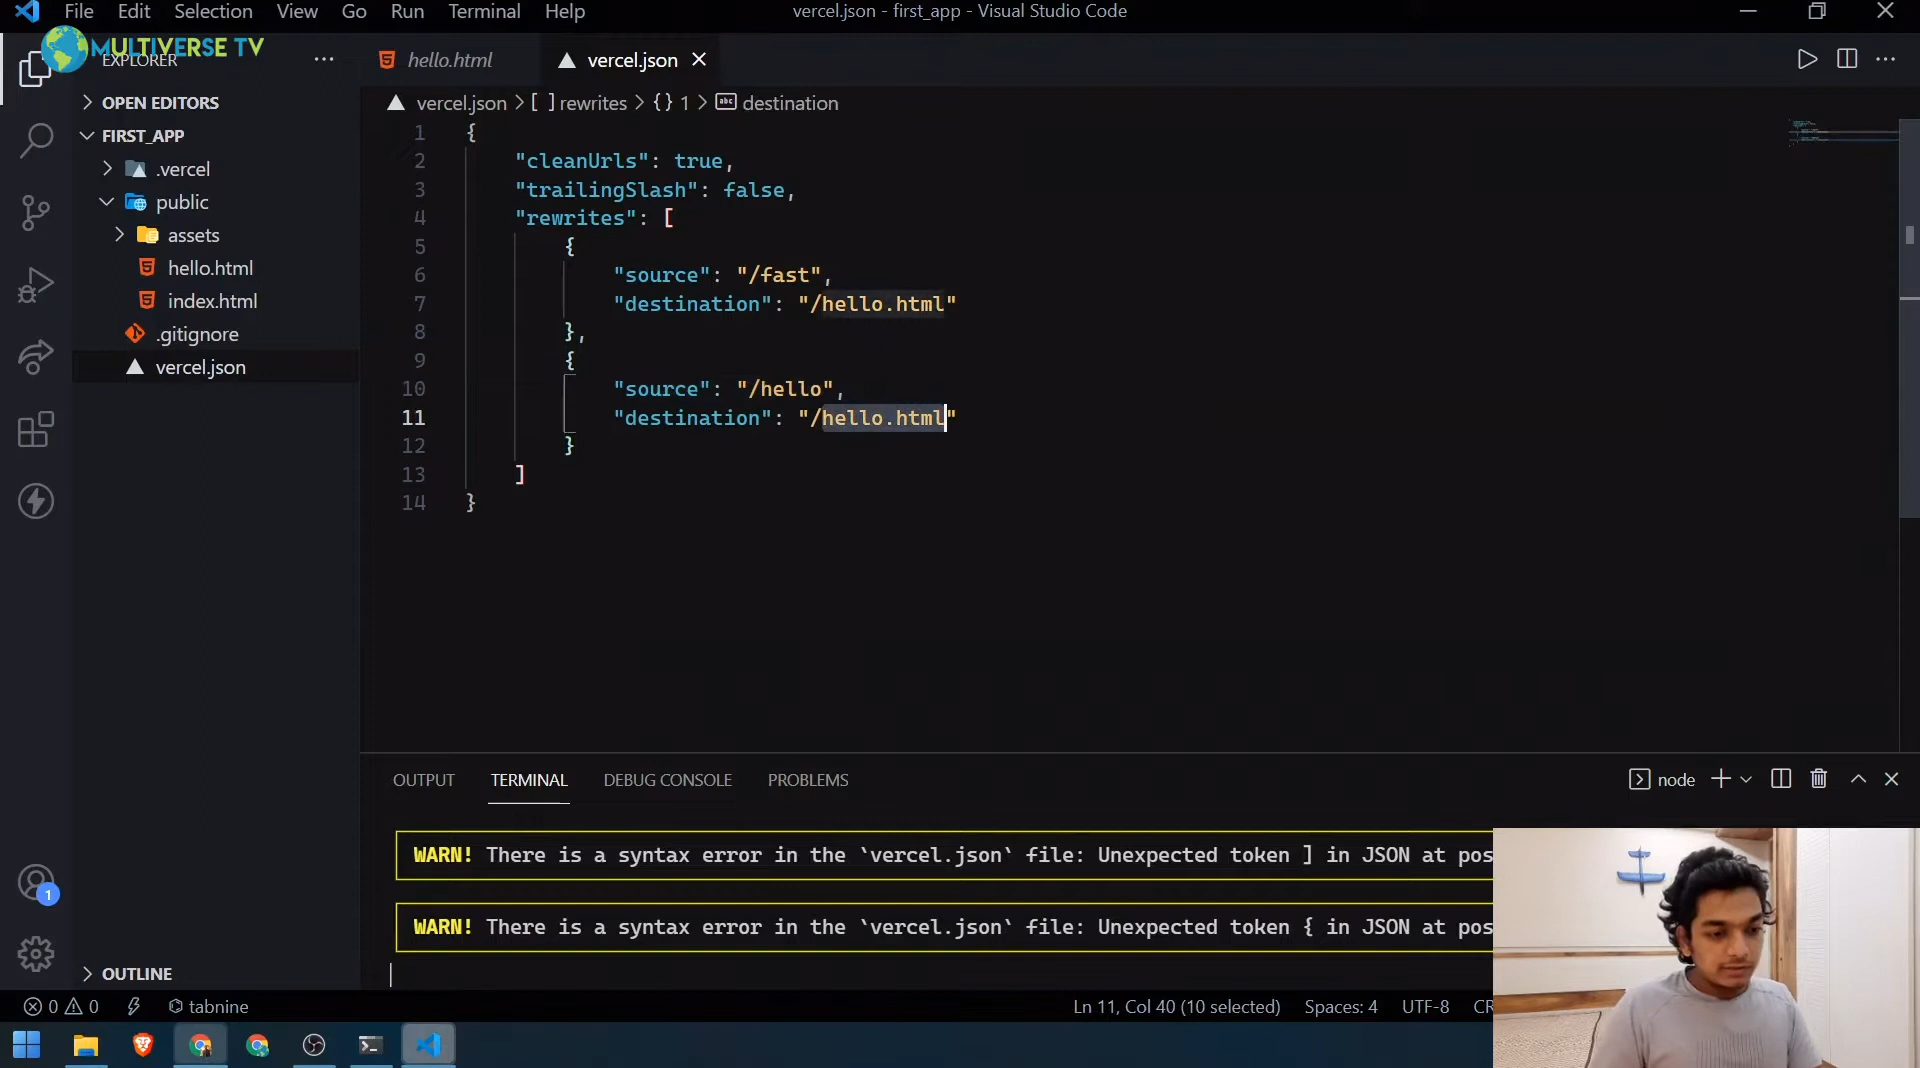 File Edit Selection View Go Run Terminal Help
vercel.json - first_app - Visual Studio Code
MULTIVERSE TV
EXPLORER
hello.html
vercel.json
OPEN EDITORS
vercel.json > [ ] rewrites > {} 1 > abc destination
FIRST_APP
.vercel
public
assets
hello.html
index.html
.gitignore
vercel.json
1 {
2 "cleanUrls": true,
3 "trailingSlash": false,
4 "rewrites": [
5 {
6 "source": "/fast",
7 "destination": "/hello.html"
8 },
9 {
10 "source": "/hello",
11 "destination": "/hello.html"
12 }
13 ]
14 }
OUTPUT TERMINAL DEBUG CONSOLE PROBLEMS
node
WARN! There is a syntax error in the `vercel.json` file: Unexpected token ] in JSON at pos
WARN! There is a syntax error in the `vercel.json` file: Unexpected token { in JSON at pos
1
OUTLINE
0 0 tabnine
Ln 11, Col 40 (10 selected) Spaces: 4 UTF-8 CR